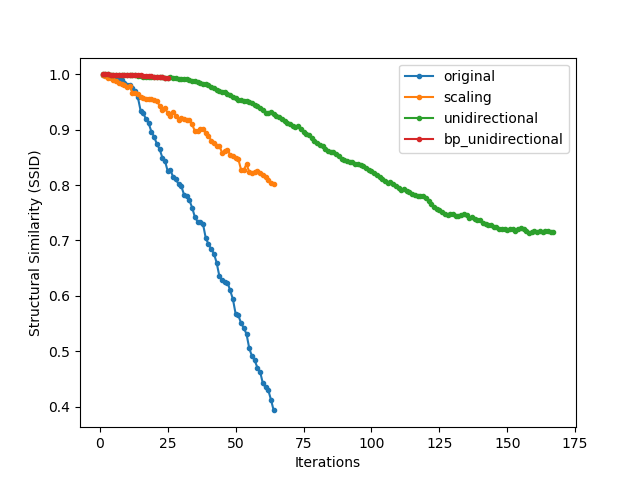 original
scaling
unidirectional
bp_unidirectional
1.0
0.9
0.8
0.7
0.6
0.5
0.4
Structural Similarity (SSID)
0 25 50 75 100 125 150 175
Iterations